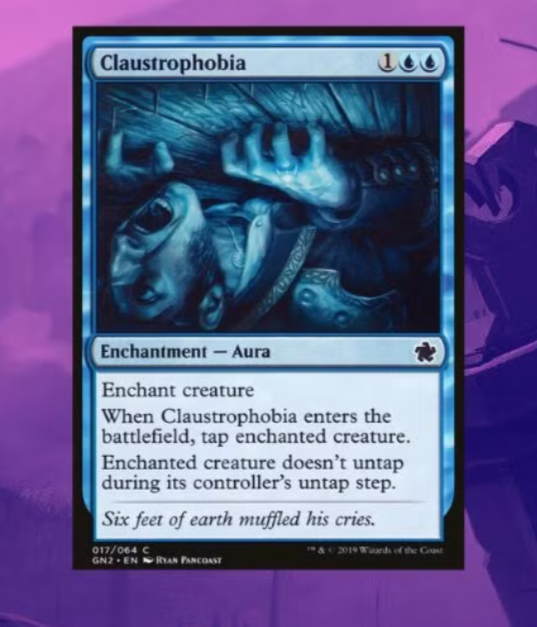 Claustrophobia 1
Enchantment — Aura
Enchant creature
When Claustrophobia enters the
battlefield, tap enchanted creature.
Enchanted creature doesn't untap
during its controller's untap step.
Six feet of earth muffled his cries.
017/064 C
GN2 • EN Ryan Pancoast
™ & © 2019 Wizards of the Coast